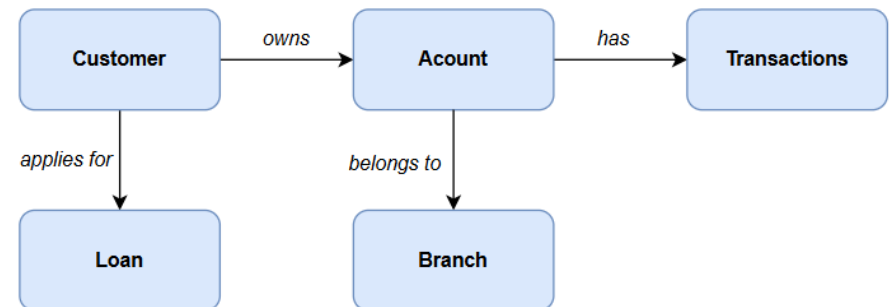 owns
has
Customer
Acount
Transactions
applies for
belongs to
Loan
Branch